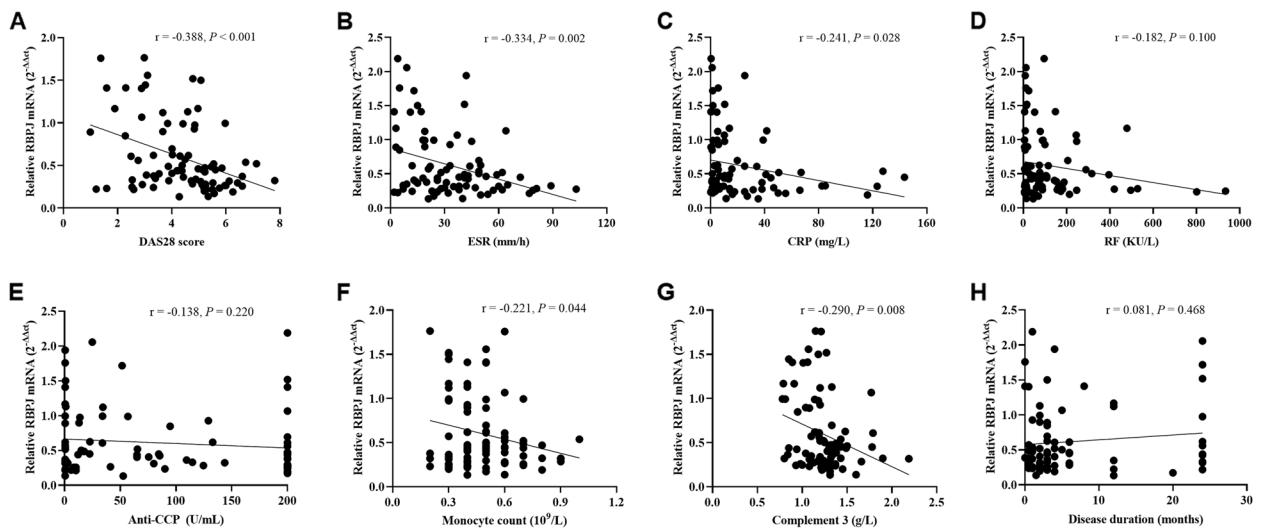 A
r = -0.388, P < 0.001
Relative RBPJ mRNA (2^-ΔΔct)
2.0
1.5
1.0
0.5
0.0
0 2 4 6 8
DAS28 score
B
r = -0.334, P = 0.002
Relative RBPJ mRNA (2^-ΔΔct)
2.5
2.0
1.5
1.0
0.5
0.0
0 30 60 90 120
ESR (mm/h)
C
r = -0.241, P = 0.028
Relative RBPJ mRNA (2^-ΔΔct)
2.5
2.0
1.5
1.0
0.5
0.0
0 40 80 120 160
CRP (mg/L)
D
r = -0.182, P = 0.100
Relative RBPJ mRNA (2^-ΔΔct)
2.5
2.0
1.5
1.0
0.5
0.0
0 200 400 600 800 1000
RF (KU/L)
E
r = -0.138, P = 0.220
Relative RBPJ mRNA (2^-ΔΔct)
2.5
2.0
1.5
1.0
0.5
0.0
0 50 100 150 200
Anti-CCP (U/mL)
F
r = -0.221, P = 0.044
Relative RBPJ mRNA (2^-ΔΔct)
2.0
1.5
1.0
0.5
0.0
0.0 0.3 0.6 0.9 1.2
Monocyte count (10^9/L)
G
r = -0.290, P = 0.008
Relative RBPJ mRNA (2^-ΔΔct)
2.0
1.5
1.0
0.5
0.0
0.0 0.5 1.0 1.5 2.0 2.5
Complement 3 (g/L)
H
r = 0.081, P = 0.468
Relative RBPJ mRNA (2^-ΔΔct)
2.5
2.0
1.5
1.0
0.5
0.0
0 10 20 30
Disease duration (months)